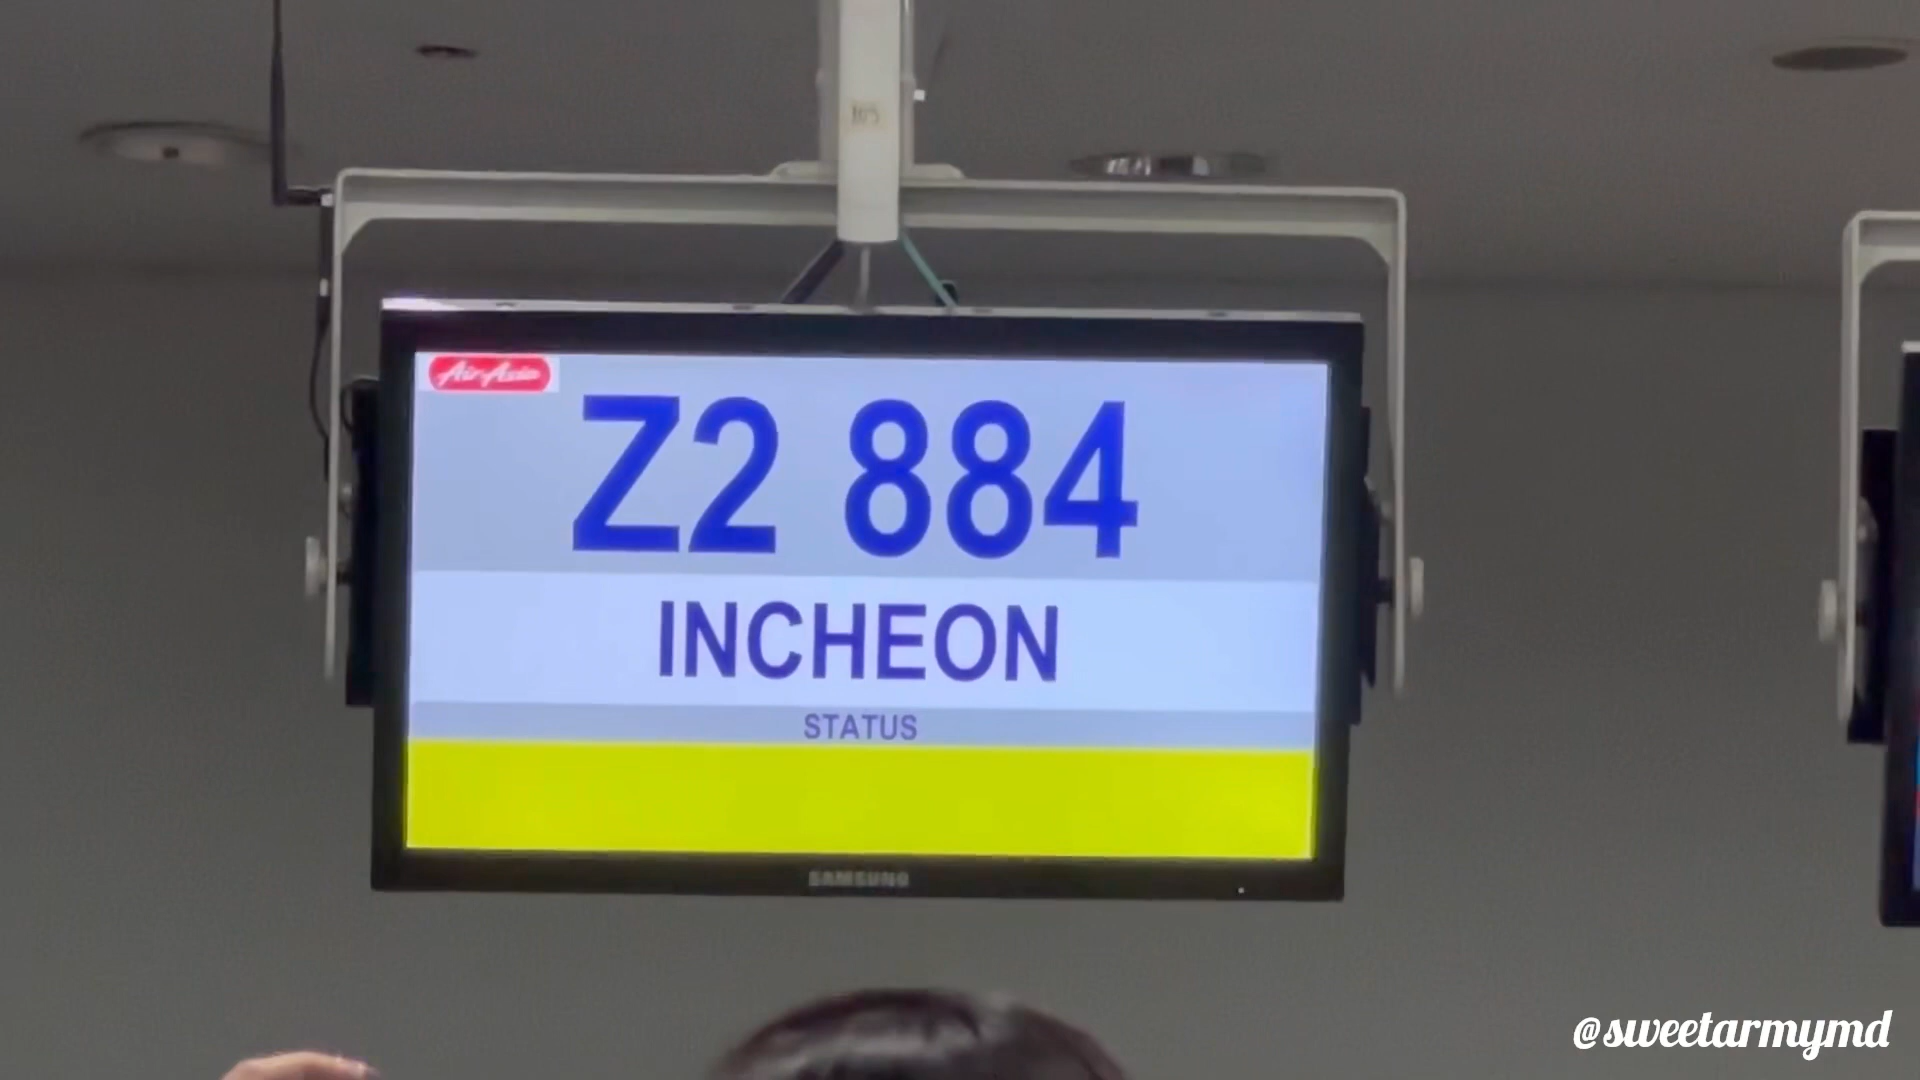 AirAsia
Z2 884
INCHEON
STATUS
SAMSUNG
@sweetarmymd